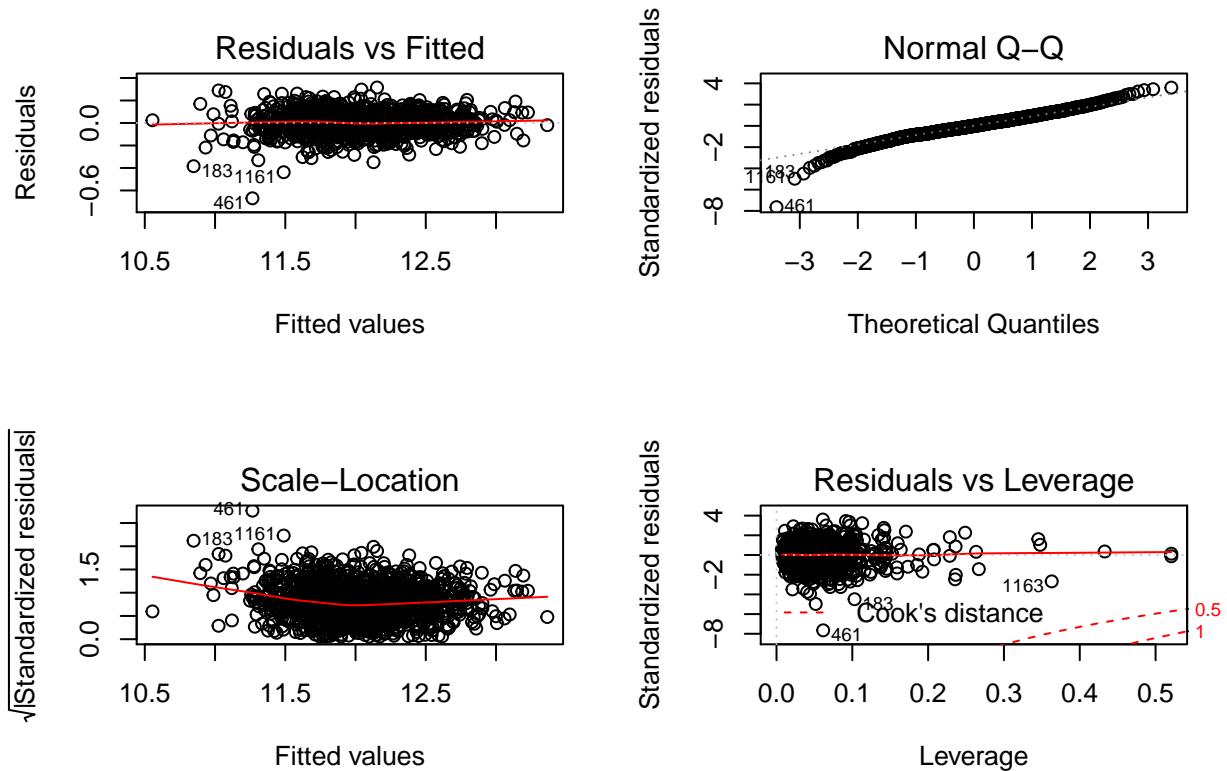 Residuals vs Fitted
Residuals
0.0
−0.6
183
1161
461
10.5 11.5 12.5
Fitted values
Normal Q−Q
Standardized residuals
4
−2
−8
183
1161
461
−3 −2 −1 0 1 2 3
Theoretical Quantiles
Scale−Location
√|Standardized residuals|
1.5
0.0
461
183
1161
10.5 11.5 12.5
Fitted values
Residuals vs Leverage
Standardized residuals
4
−2
−8
1163
183
Cook's distance
461
0.5
1
0.0 0.1 0.2 0.3 0.4 0.5
Leverage